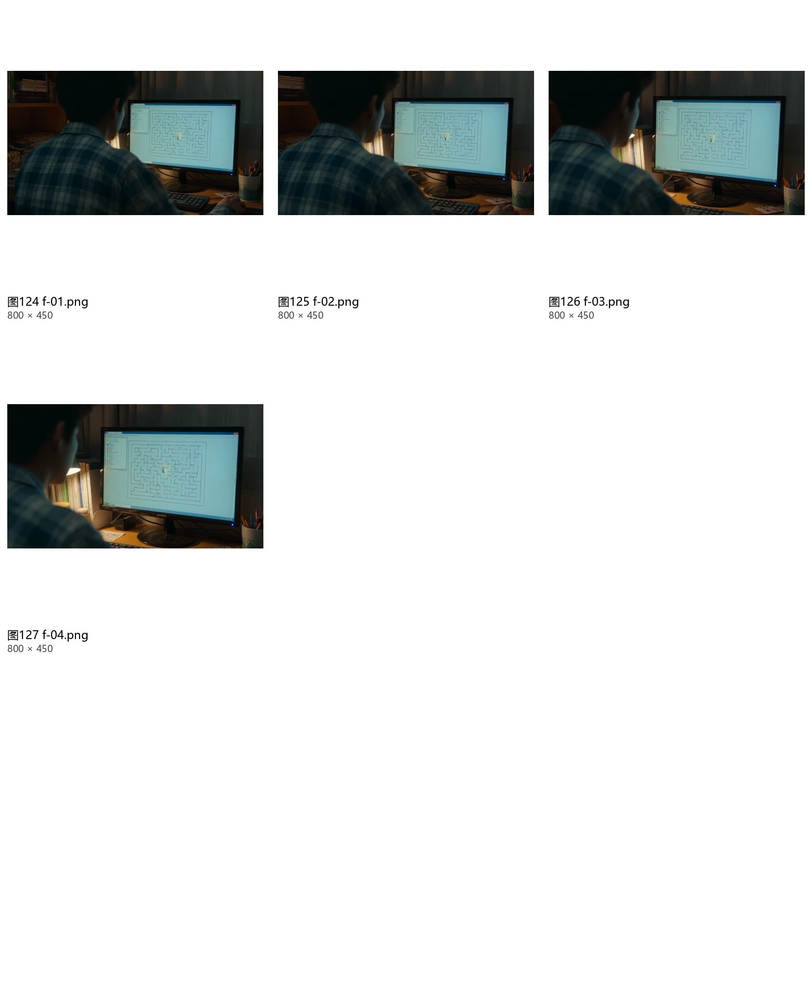 图124 f-01.png
800 × 450
图125 f-02.png
800 × 450
图126 f-03.png
800 × 450
图127 f-04.png
800 × 450